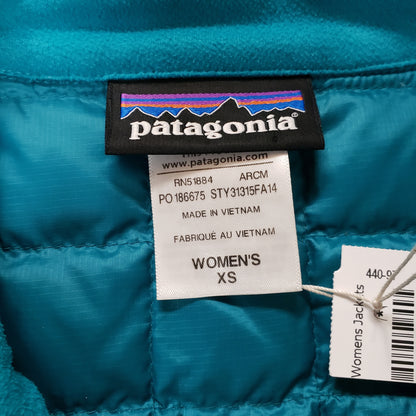 patagonia
www.patagonia.com
RN51884 ARCM
PO186675 STY31315FA14
MADE IN VIETNAM
FABRIQUÉ AU VIETNAM
WOMEN'S
XS
Womens Jackets